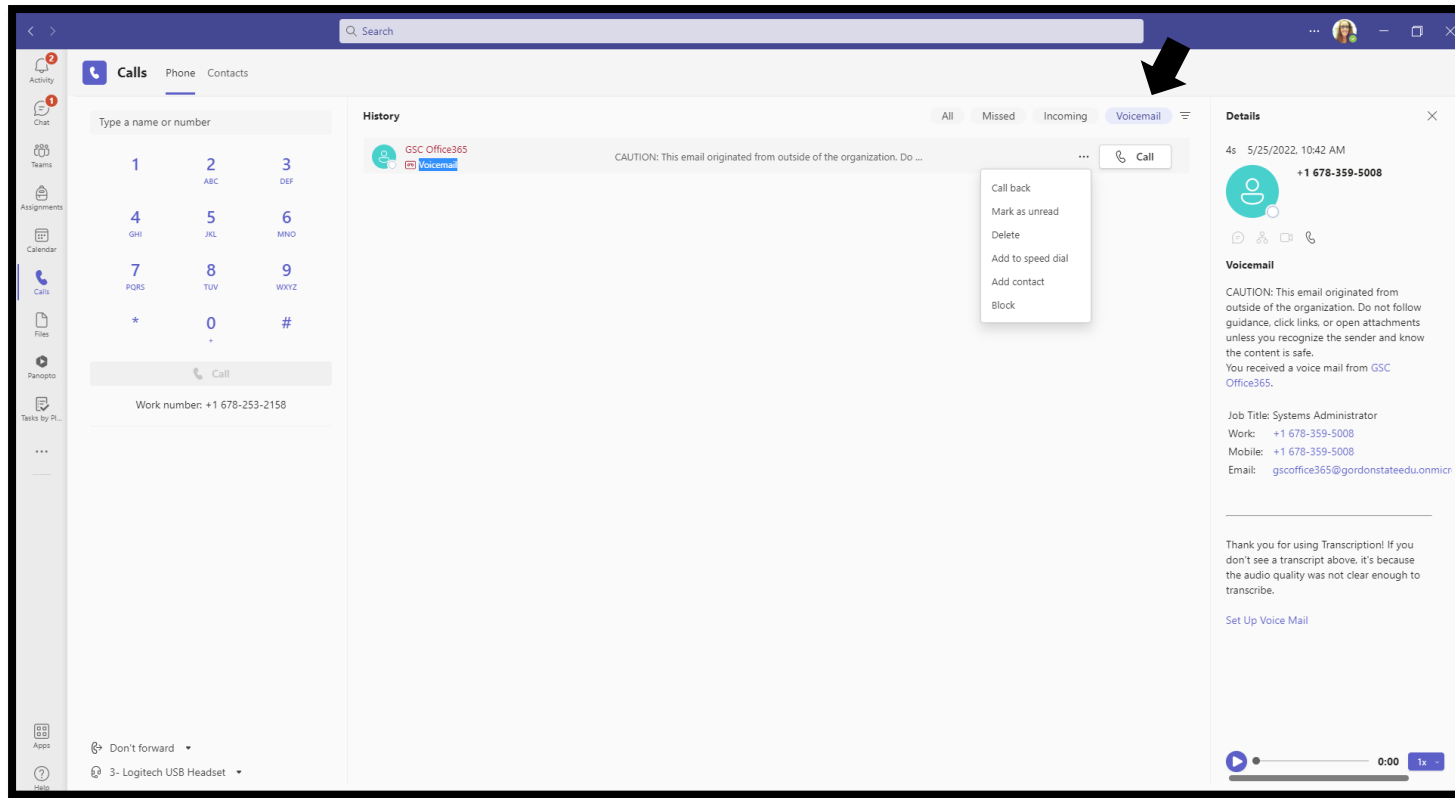 Search
2
Activity
1
Chat
Teams
Assignments
Calendar
Calls
Files
Panopto
Tasks by Pl...
Apps
Help
Calls Phone Contacts
Type a name or number
1 2 3
ABC DEF
4 5 6
GHI JKL MNO
7 8 9
PQRS TUV WXYZ
* 0 #
+
Call
Work number: +1 678-253-2158
Don't forward
3- Logitech USB Headset
History All Missed Incoming Voicemail
GSC Office365
Voicemail
CAUTION: This email originated from outside of the organization. Do ...
Call
Call back
Mark as unread
Delete
Add to speed dial
Add contact
Block
Details
4s 5/25/2022, 10:42 AM
+1 678-359-5008
Voicemail
CAUTION: This email originated from
outside of the organization. Do not follow
guidance, click links, or open attachments
unless you recognize the sender and know
the content is safe.
You received a voice mail from GSC
Office365.
Job Title: Systems Administrator
Work: +1 678-359-5008
Mobile: +1 678-359-5008
Email: gscoffice365@gordonstateedu.onmicr
Thank you for using Transcription! If you
don't see a transcript above, it's because
the audio quality was not clear enough to
transcribe.
Set Up Voice Mail
0:00 1x